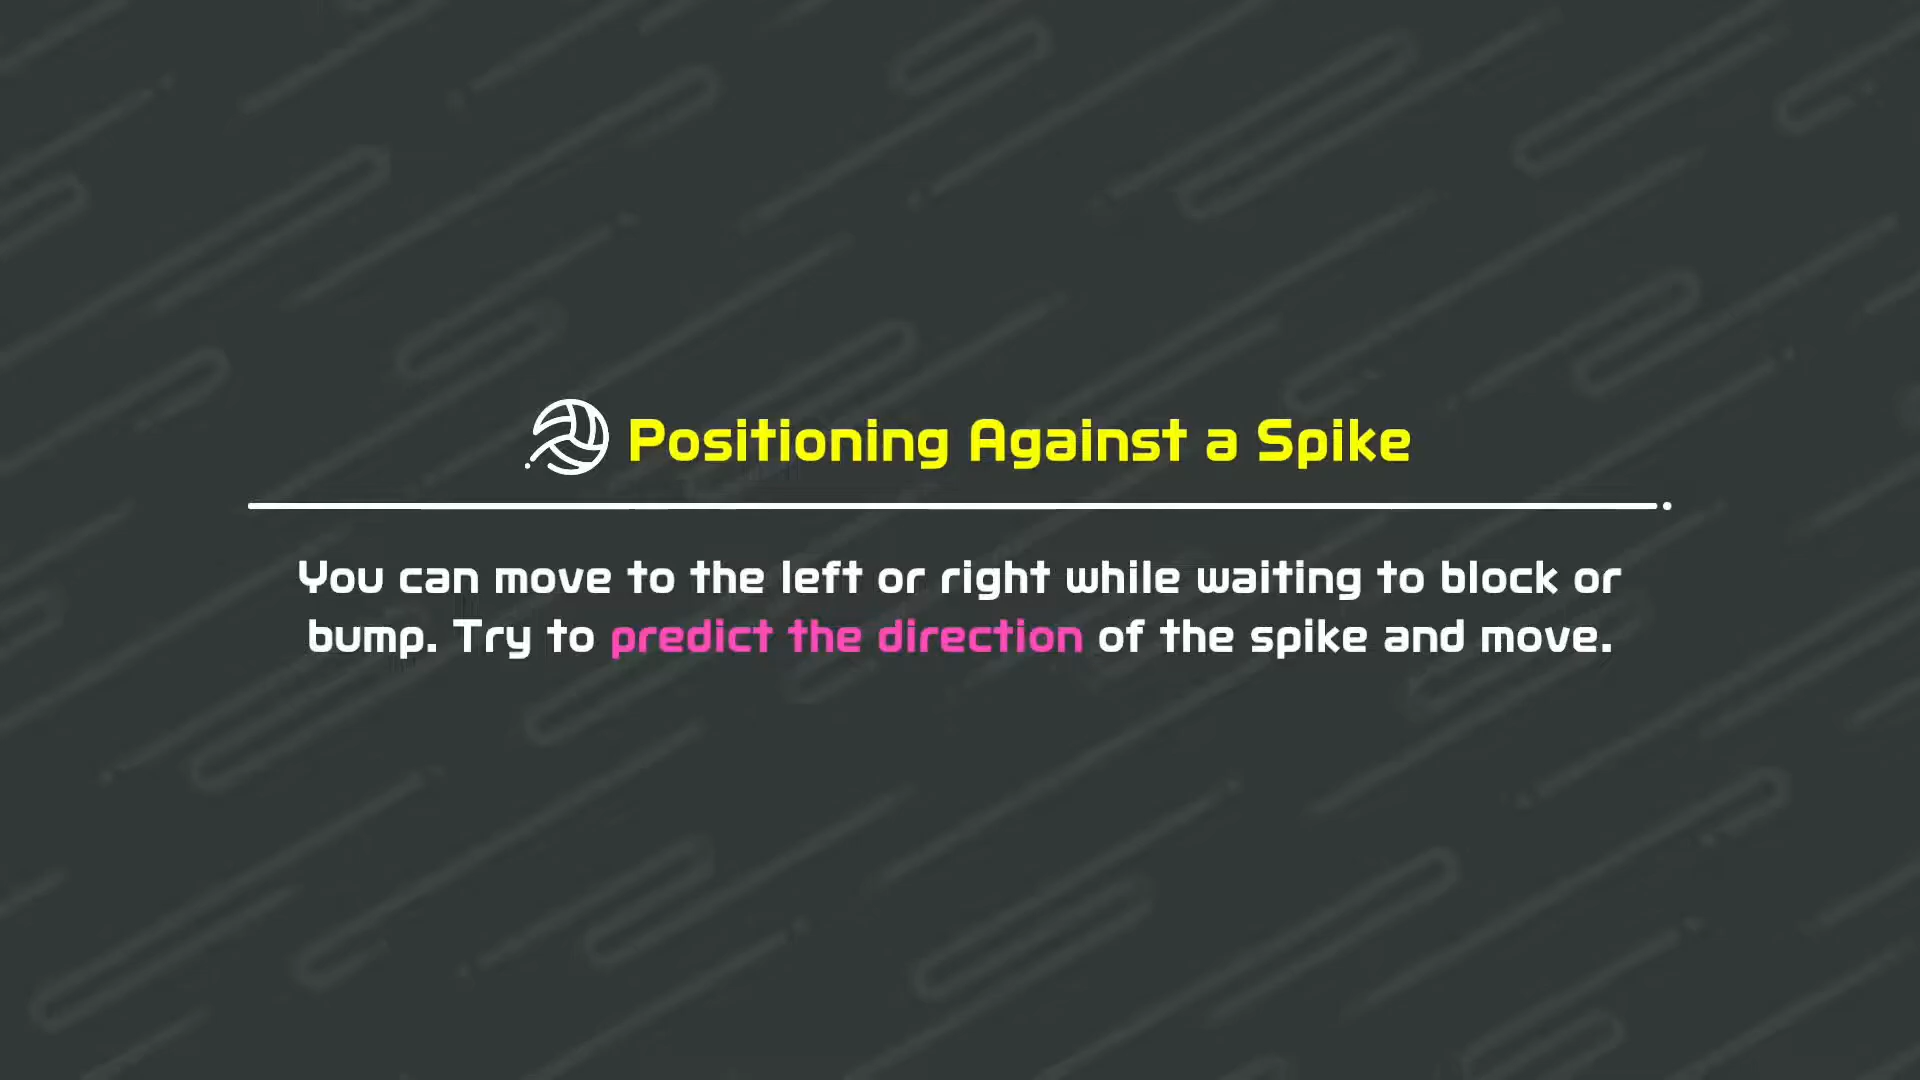 Positioning Against a Spike
You can move to the left or right while waiting to block or
bump. Try to predict the direction of the spike and move.